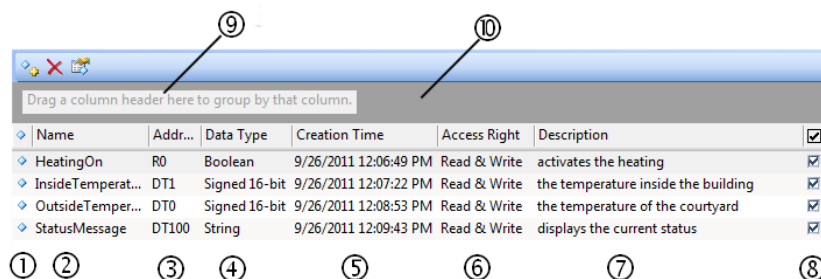 ⑨ ⑩
Drag a column header here to group by that column.
Name Addr... Data Type Creation Time Access Right Description
HeatingOn R0 Boolean 9/26/2011 12:06:49 PM Read & Write activates the heating
InsideTemperat... DT1 Signed 16-bit 9/26/2011 12:07:22 PM Read & Write the temperature inside the building
OutsideTemper... DT0 Signed 16-bit 9/26/2011 12:08:53 PM Read & Write the temperature of the courtyard
StatusMessage DT100 String 9/26/2011 12:09:43 PM Read & Write displays the current status
① ② ③ ④ ⑤ ⑥ ⑦ ⑧